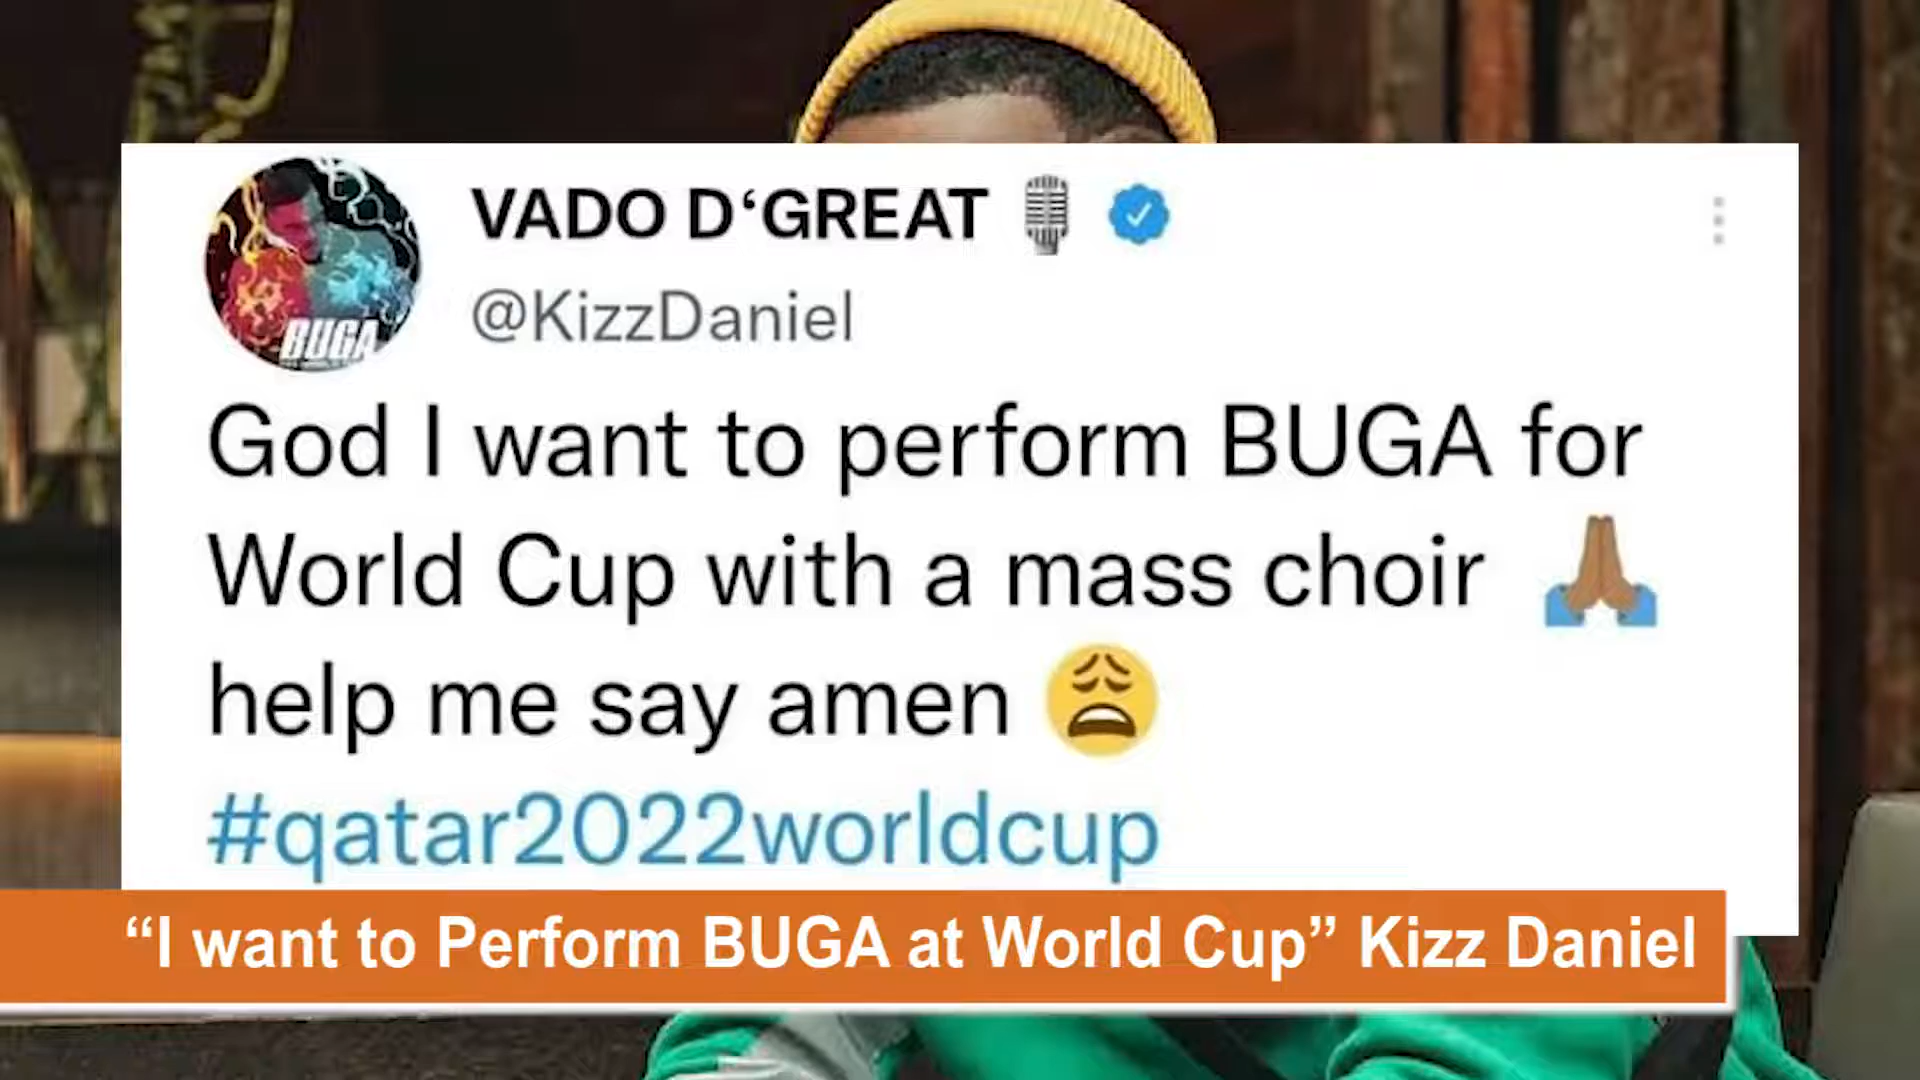 VADO D‘GREAT
@KizzDaniel
BUGA
God I want to perform BUGA for
World Cup with a mass choir
help me say amen
#qatar2022worldcup
“I want to Perform BUGA at World Cup” Kizz Daniel